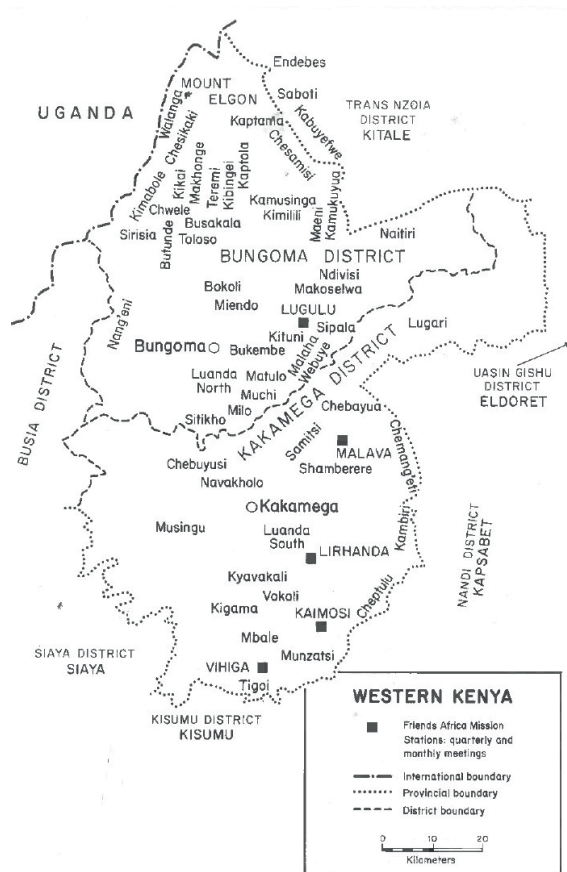 Endebes
MOUNT
ELGON
Saboti
UGANDA
TRANS NZOIA
DISTRICT
KITALE
Walanga
Kaptama
Kabuyefwe
Chesikaki
Chesamisi
Kimabole
Kikai
Makhonge
Teremi
Kibingei
Kaptola
Chwele
Kamusinga
Kimilili
Maeni
Kamukuyua
Busakala
Toloso
Sirisia
Butunde
Naitiri
BUNGOMA DISTRICT
Ndivisi
Makoselwa
Bokoli
Miendo
LUGULU
Nang'eni
Kituni
Sipala
Lugari
Bungoma
Bukembe
Malaha
Webuye
UASIN GISHU
DISTRICT
ELDORET
Luanda
North
Matulo
Muchi
Milo
Sitikho
BUSIA DISTRICT
KAKAMEGA DISTRICT
Chebayua
Samitsi
MALAVA
Shamberere
Chemang'eti
Chebuyusi
Navakholo
Kakamega
Musingu
Luanda
South
LIRHANDA
Kambiri
NANDI DISTRICT
KAPSABET
Kyavakali
Vokoli
Kigama
KAIMOSI
Cheptulu
Mbale
Munzatsi
SIAYA DISTRICT
SIAYA
VIHIGA
Tigoi
KISUMU DISTRICT
KISUMU
WESTERN KENYA
Friends Africa Mission
Stations: quarterly and
monthly meetings
International boundary
Provincial boundary
District boundary
0 10 20
Kilometers